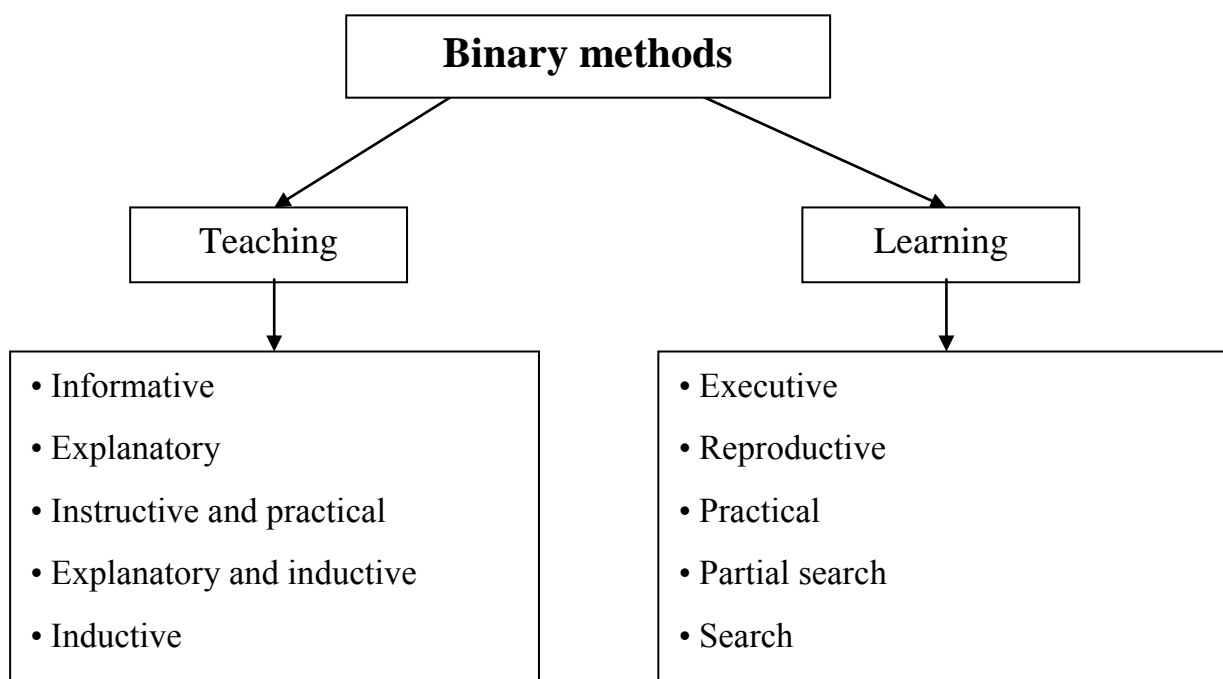 Binary methods
Teaching
Learning
• Informative
• Explanatory
• Instructive and practical
• Explanatory and inductive
• Inductive
• Executive
• Reproductive
• Practical
• Partial search
• Search